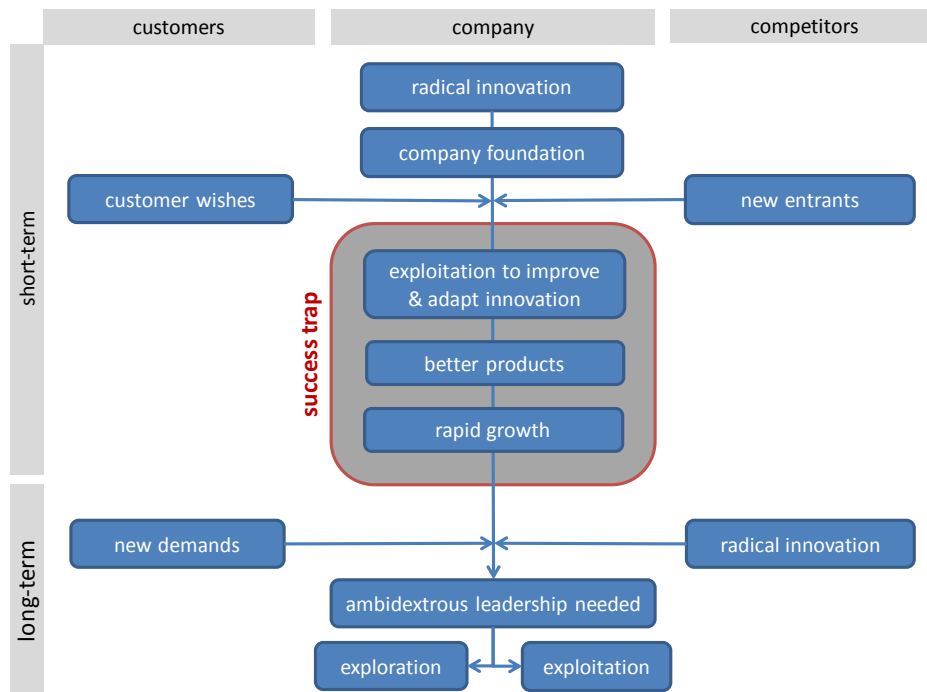 customers
company
competitors
short-term
radical innovation
company foundation
customer wishes
new entrants
success trap
exploitation to improve
& adapt innovation
better products
rapid growth
long-term
new demands
radical innovation
ambidextrous leadership needed
exploration
exploitation